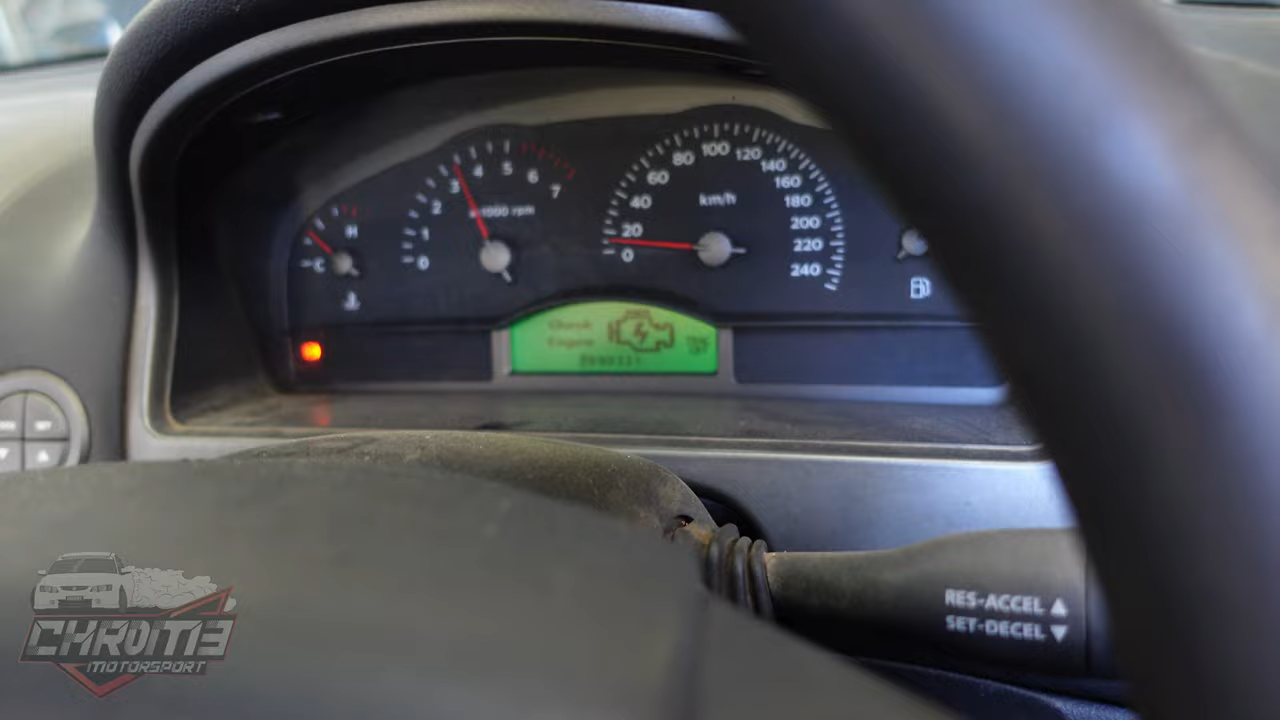 H
C
0
1
2
3
4
5
6
7
x1000 rpm
0
20
40
60
80
100
120
140
160
180
200
220
240
km/h
Check
Engine
RES-ACCEL ▲
SET-DECEL ▼
CHROME
MOTORSPORT